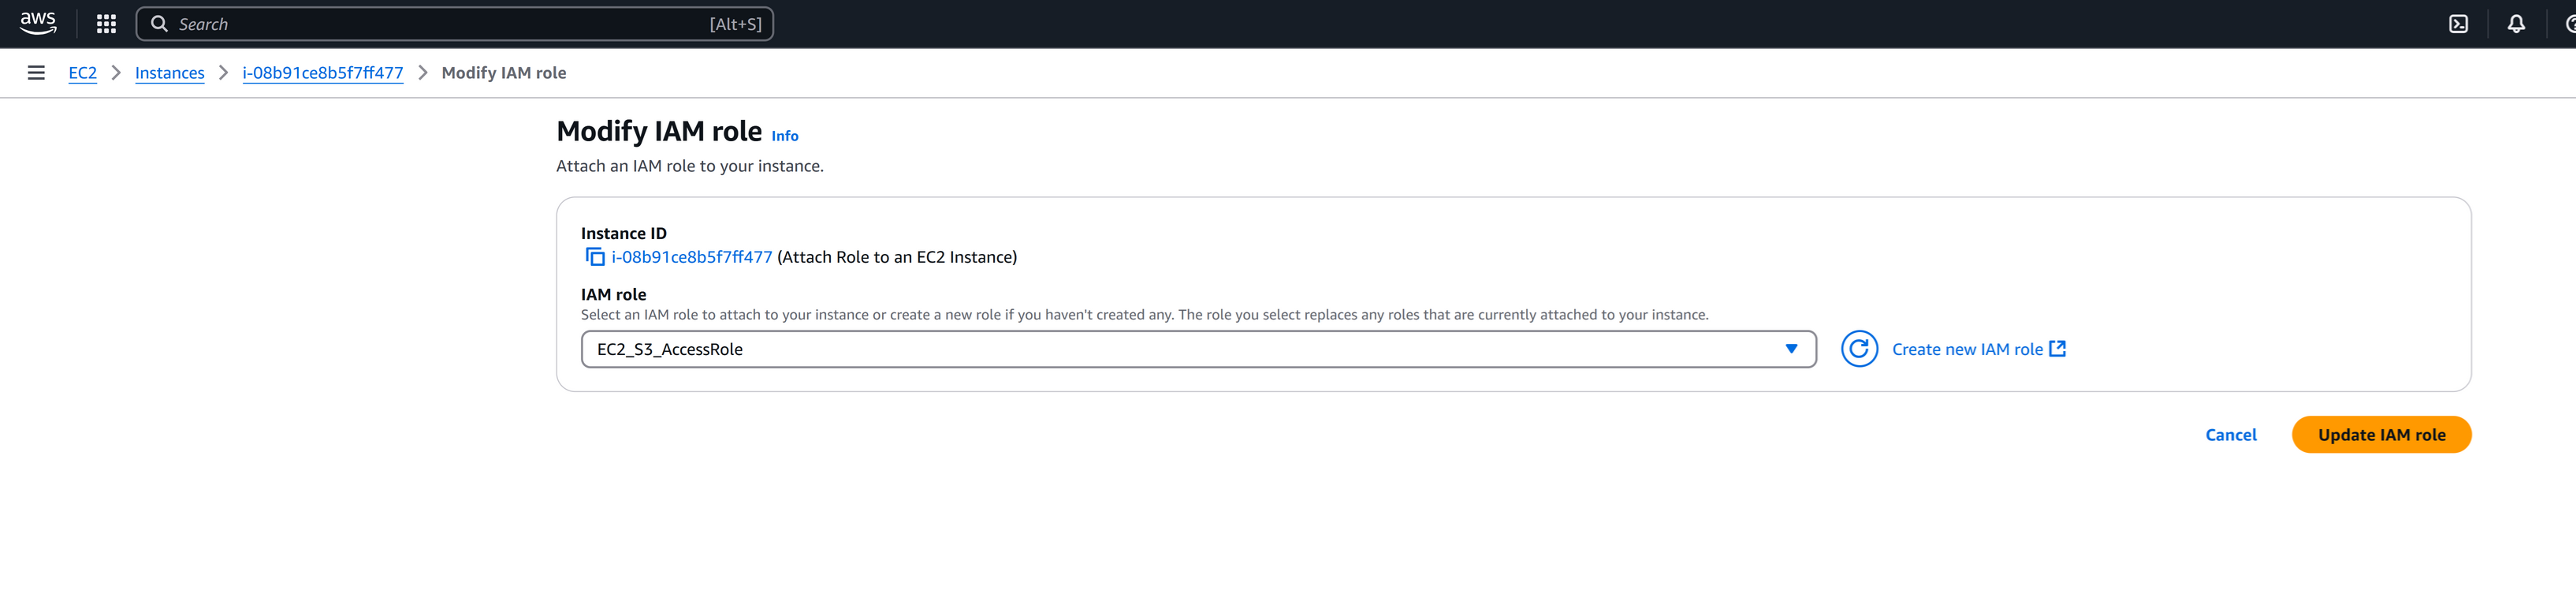 aws
Search [Alt+S]
EC2 > Instances > i-08b91ce8b5f7ff477 > Modify IAM role
Modify IAM role Info
Attach an IAM role to your instance.
Instance ID
i-08b91ce8b5f7ff477 (Attach Role to an EC2 Instance)
IAM role
Select an IAM role to attach to your instance or create a new role if you haven't created any. The role you select replaces any roles that are currently attached to your instance.
EC2_S3_AccessRole
Create new IAM role
Cancel
Update IAM role